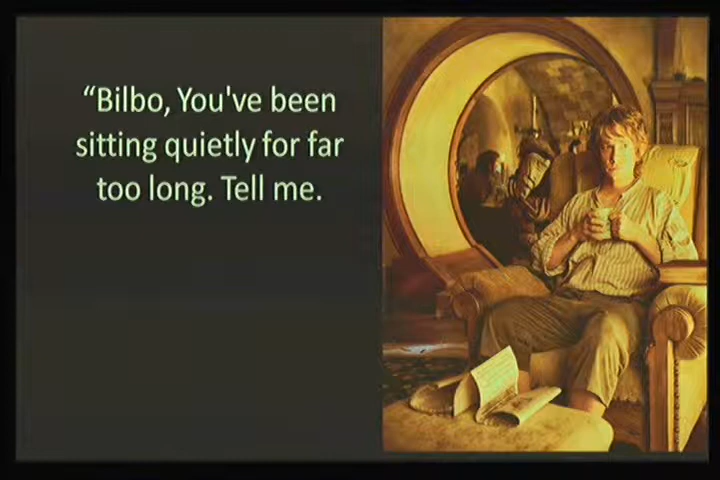 “Bilbo, You've been
sitting quietly for far
too long. Tell me.